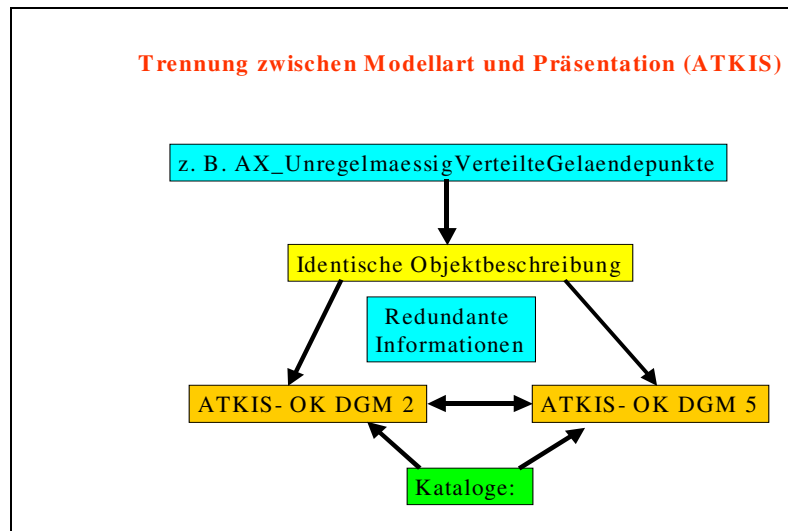 Trennung zwischen Modellart und Präsentation (ATKIS)
z. B. AX_UnregelmaessigVerteilteGelaendepunkte
Identische Objektbeschreibung
Redundante
Informationen
ATKIS- OK DGM 2
ATKIS- OK DGM 5
Kataloge: